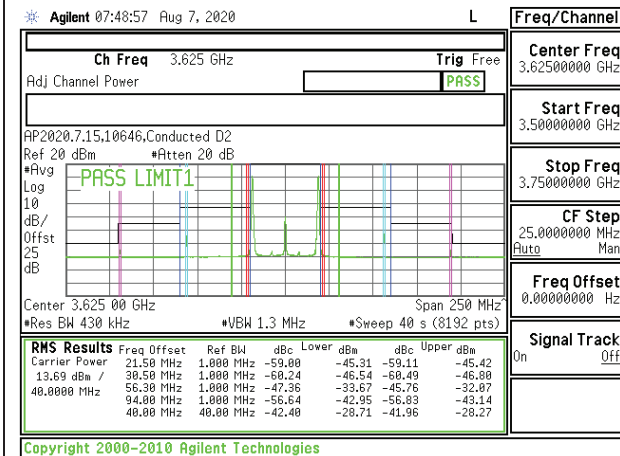 Agilent 07:48:57 Aug 7, 2020 L
Freq/Channel
Ch Freq 3.625 GHz Trig Free
Adj Channel Power PASS
AP2020.7.15,10646,Conducted D2
Ref 20 dBm #Atten 20 dB
#Avg
Log
10
dB/
Offst
25
dB
PASS LIMIT1
Center 3.625 00 GHz Span 250 MHz^
#Res BW 430 kHz #VBW 1.3 MHz #Sweep 40 s (8192 pts)
RMS Results Freq Offset Ref BW dBc Lower dBm dBc Upper dBm
Carrier Power 21.50 MHz 1.000 MHz -59.00 -45.31 -59.11 -45.42
13.69 dBm / 30.50 MHz 1.000 MHz -60.24 -46.54 -60.49 -46.80
40.0000 MHz 56.30 MHz 1.000 MHz -47.36 -33.67 -45.76 -32.07
94.00 MHz 1.000 MHz -56.64 -42.95 -56.83 -43.14
40.00 MHz 40.00 MHz -42.40 -28.71 -41.96 -28.27
Copyright 2000-2010 Agilent Technologies
Center Freq
3.62500000 GHz
Start Freq
3.50000000 GHz
Stop Freq
3.75000000 GHz
CF Step
25.0000000 MHz
Auto Man
Freq Offset
0.00000000 Hz
Signal Track
On Off